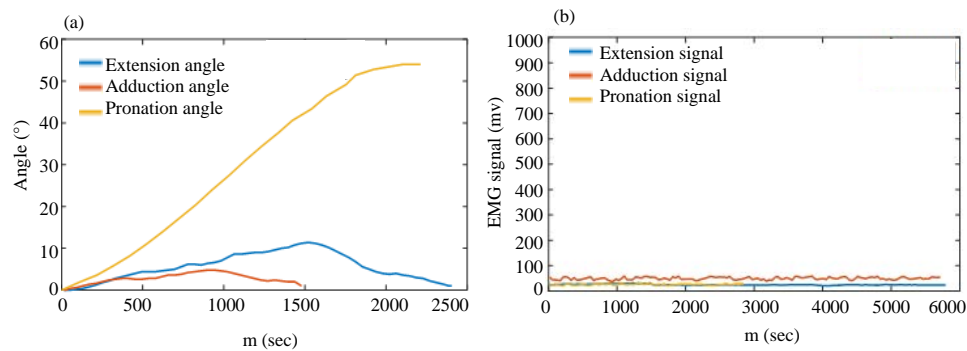 (a)
60
50
40
30
20
10
0
Angle (°)
Extension angle
Adduction angle
Pronation angle
0 500 1000 1500 2000 2500
m (sec)
(b)
1000
900
800
700
600
500
400
300
200
100
0
EMG signal (mv)
Extension signal
Adduction signal
Pronation signal
0 1000 2000 3000 4000 5000 6000
m (sec)